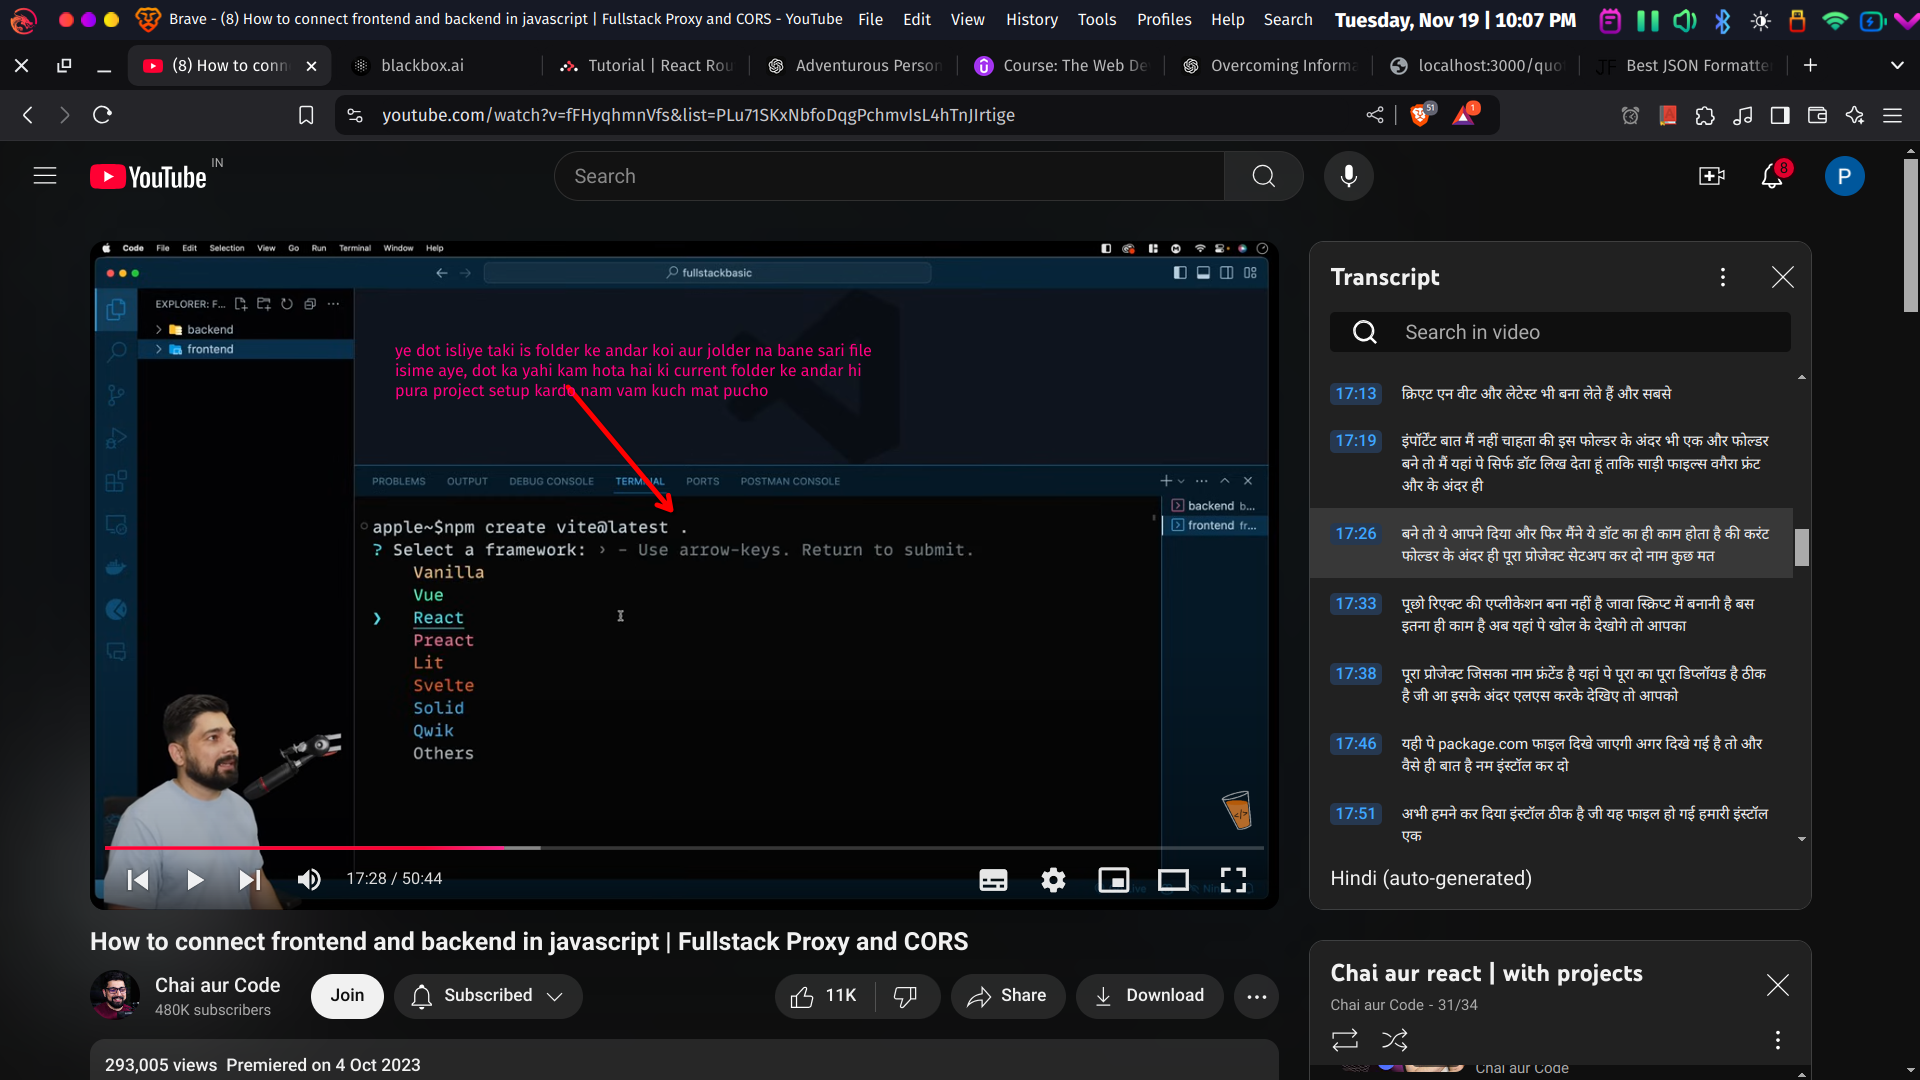 Brave - (8) How to connect frontend and backend in javascript | Fullstack Proxy and CORS - YouTube File Edit View History Tools Profiles Help Search Tuesday, Nov 19 | 10:07 PM
(8) How to conn
blackbox.ai
Tutorial | React Rou
Adventurous Person
Course: The Web De
Overcoming Informa
localhost:3000/quo
Best JSON Formatte
youtube.com/watch?v=fFHyqhmnVfs&list=PLu71SKxNbfoDqgPchmvIsL4hTnJIrtige
51
1
YouTube IN
Search
8
P
Code File Edit Selection View Go Run Terminal Window Help
fullstackbasic
EXPLORER: F...
backend
frontend
ye dot isliye taki is folder ke andar koi aur jolder na bane sari file
isime aye, dot ka yahi kam hota hai ki current folder ke andar hi
pura project setup kardo nam vam kuch mat pucho
PROBLEMS OUTPUT DEBUG CONSOLE TERMINAL PORTS POSTMAN CONSOLE
backend b...
frontend fr...
apple~$npm create vite@latest .
? Select a framework: › - Use arrow-keys. Return to submit.
Vanilla
Vue
❯ React
Preact
Lit
Svelte
Solid
Qwik
Others
17:28 / 50:44
Transcript
Search in video
17:13 क्रिएट एन वीट और लेटेस्ट भी बना लेते हैं और सबसे
17:19 इंपॉर्टेंट बात मैं नहीं चाहता की इस फोल्डर के अंदर भी एक और फोल्डर
बने तो मैं यहां पे सिर्फ डॉट लिख देता हूं ताकि साड़ी फाइल्स वगैरा फ्रंट
और के अंदर ही
17:26 बने तो ये आपने दिया और फिर मैंने ये डॉट का ही काम होता है की करंट
फोल्डर के अंदर ही पूरा प्रोजेक्ट सेटअप कर दो नाम कुछ मत
17:33 पूछो रिएक्ट की एप्लीकेशन बना नहीं है जावा स्क्रिप्ट में बनानी है बस
इतना ही काम है अब यहां पे खोल के देखोगे तो आपका
17:38 पूरा प्रोजेक्ट जिसका नाम फ्रंटेंड है यहां पे पूरा का पूरा डिप्लॉयड है ठीक
है जी आ इसके अंदर एलएस करके देखिए तो आपको
17:46 यही पे package.com फाइल दिखे जाएगी अगर दिखे गई है तो और
वैसे ही बात है नम इंस्टॉल कर दो
17:51 अभी हमने कर दिया इंस्टॉल ठीक है जी यह फाइल हो गई हमारी इंस्टॉल
एक
Hindi (auto-generated)
How to connect frontend and backend in javascript | Fullstack Proxy and CORS
Chai aur Code
480K subscribers
Join
Subscribed
11K
Share
Download
293,005 views Premiered on 4 Oct 2023
Chai aur react | with projects
Chai aur Code - 31/34
Chai aur Code